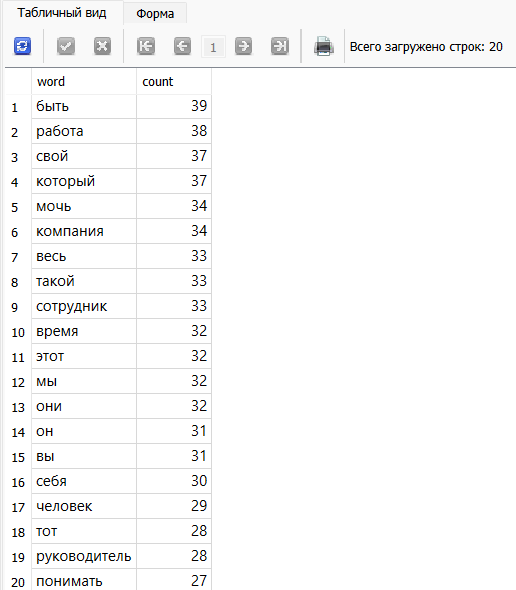 Табличный вид Форма
1 Всего загружено строк: 20
word count
1 быть 39
2 работа 38
3 свой 37
4 который 37
5 мочь 34
6 компания 34
7 весь 33
8 такой 33
9 сотрудник 33
10 время 32
11 этот 32
12 мы 32
13 они 32
14 он 31
15 вы 31
16 себя 30
17 человек 29
18 тот 28
19 руководитель 28
20 понимать 27